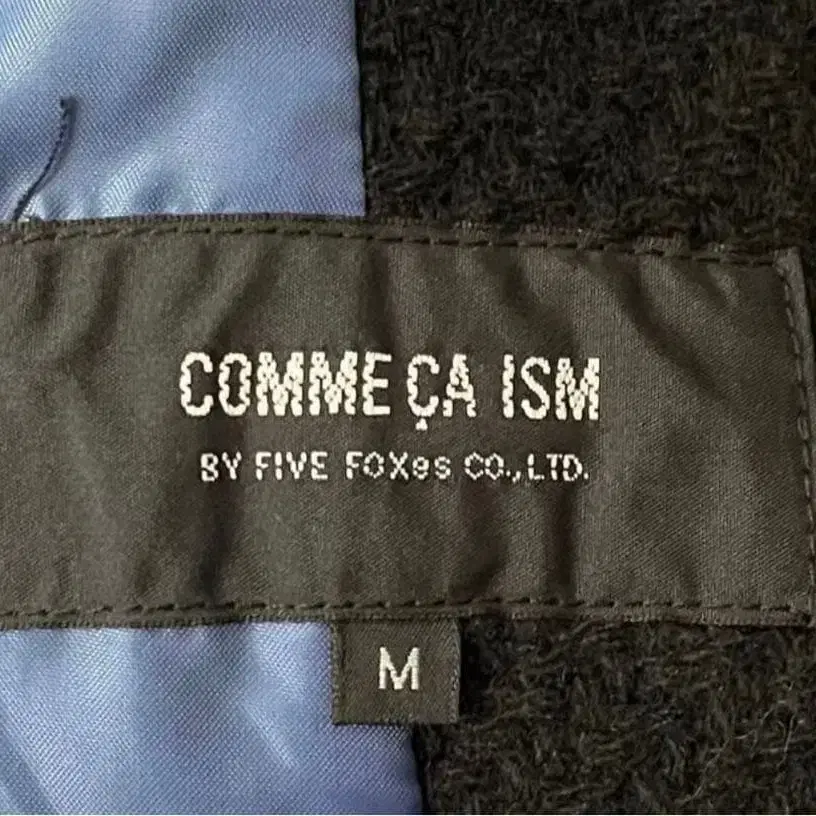 COMME ÇA ISM
BY FIVE FOXes CO., LTD.
M